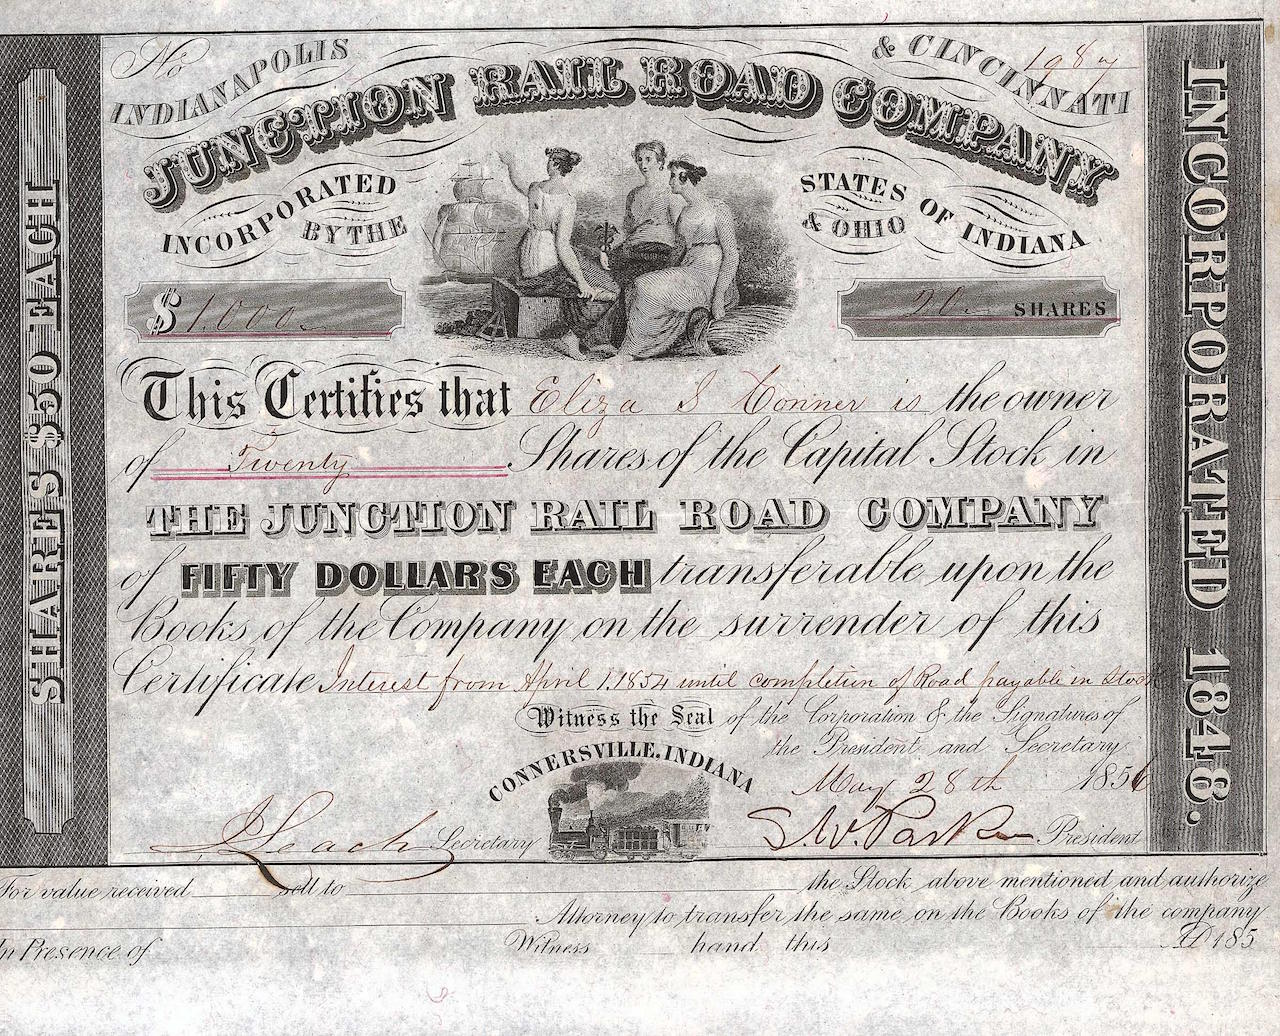 No 1987
INDIANAPOLIS & CINCINNATI
JUNCTION RAIL ROAD COMPANY
INCORPORATED BY THE STATES OF INDIANA & OHIO
$ 1.000 20 SHARES
This Certifies that Eliza S Conner is the owner
of Twenty Shares of the Capital Stock in
THE JUNCTION RAIL ROAD COMPANY
of FIFTY DOLLARS EACH transferable upon the
Books of the Company on the surrender of this
Certificate Interest from April 1.1854 until completion of Road payable in Stock
Witness the Seal of the Corporation & the Signatures of
the President and Secretary
CONNERSVILLE, INDIANA
May 28th 1856
Leach Secretary S.W. Parker President
For value received sell to the Stock above mentioned and authorize
Attorney to transfer the same on the Books of the company
In Presence of Witness hand this AD 185
SHARES $50 EACH
INCORPORATED 1848.